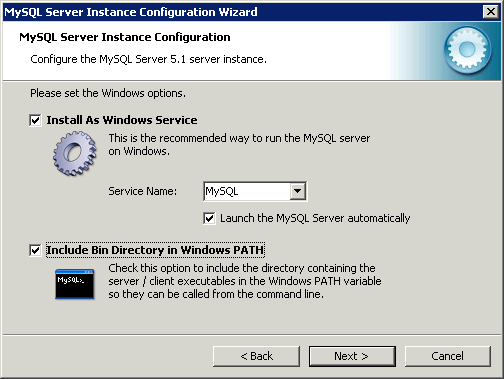 MySQL Server Instance Configuration Wizard
MySQL Server Instance Configuration
Configure the MySQL Server 5.1 server instance.
Please set the Windows options.
Install As Windows Service
This is the recommended way to run the MySQL server
on Windows.
Service Name:
MySQL
Launch the MySQL Server automatically
Include Bin Directory in Windows PATH
MySQL>_
Check this option to include the directory containing the
server / client executables in the Windows PATH variable
so they can be called from the command line.
< Back
Next >
Cancel